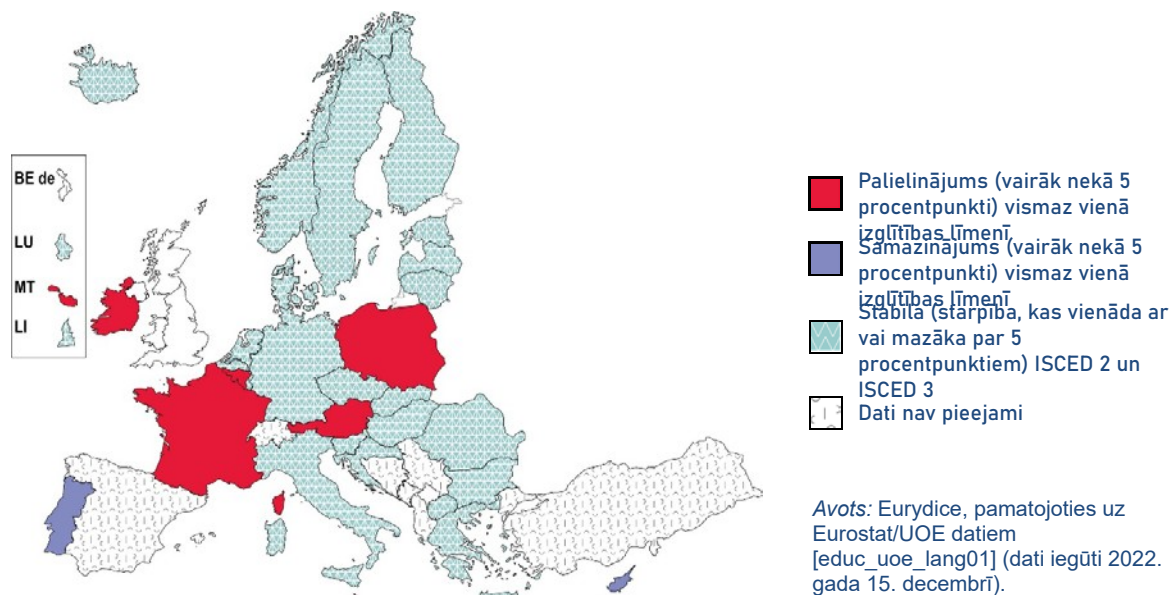 BE de
LU
MT
LI
Palielinājums (vairāk nekā 5
procentpunkti) vismaz vienā
izglītības līmenī
Samazinājums (vairāk nekā 5
procentpunkti) vismaz vienā
izglītības līmenī
Stabila (starpība, kas vienāda ar
vai mazāka par 5
procentpunktiem) ISCED 2 un
ISCED 3
Dati nav pieejami
Avots: Eurydice, pamatojoties uz
Eurostat/UOE datiem
[educ_uoe_lang01] (dati iegūti 2022.
gada 15. decembrī).